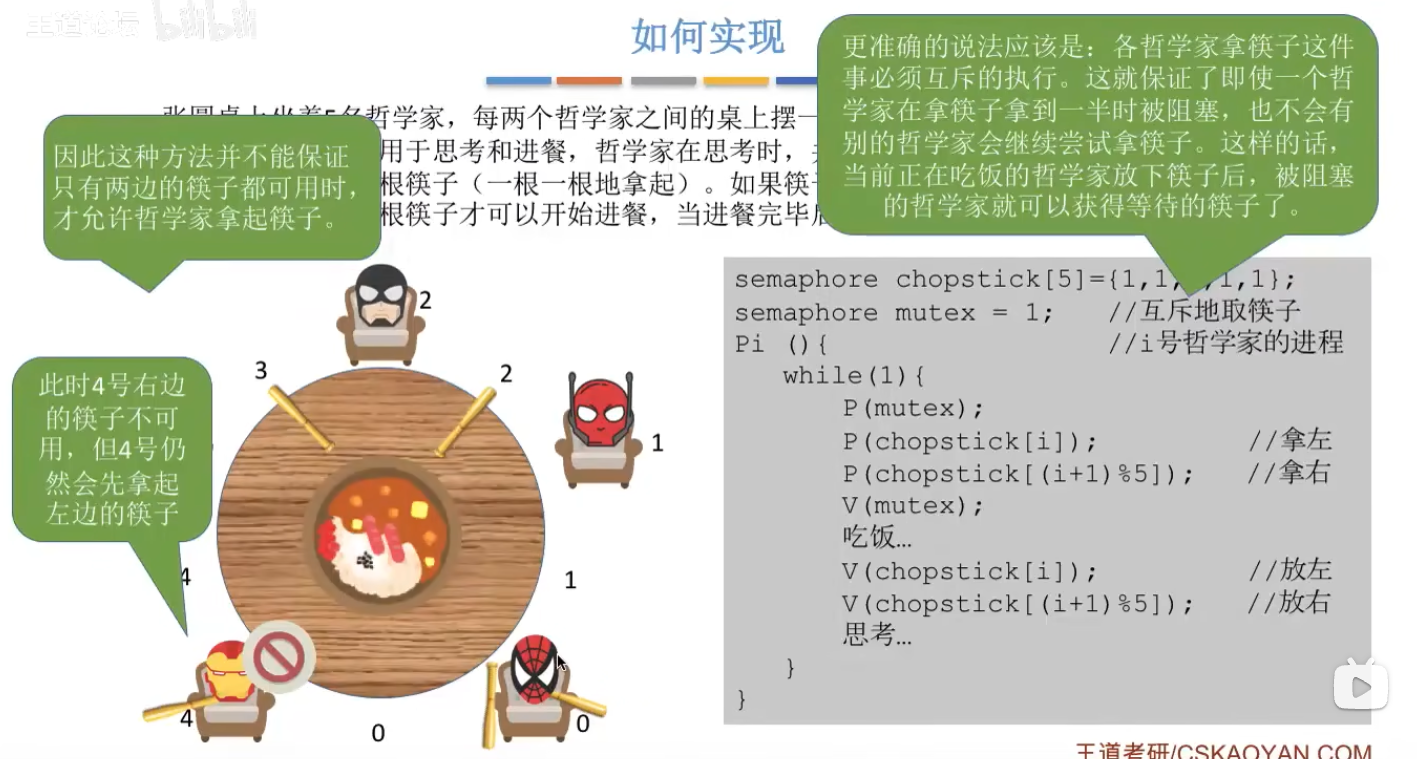 王道论坛 bilibili
如何实现
更准确的说法应该是：各哲学家拿筷子这件
事必须互斥的执行。这就保证了即使一个哲
学家在拿筷子拿到一半时被阻塞，也不会有
别的哲学家会继续尝试拿筷子。这样的话，
当前正在吃饭的哲学家放下筷子后，被阻塞
的哲学家就可以获得等待的筷子了。
张圆桌上坐着5名哲学家，每两个哲学家之间的桌上摆一
用于思考和进餐，哲学家在思考时，
根筷子（一根一根地拿起）。如果筷
根筷子才可以开始进餐，当进餐完毕后
因此这种方法并不能保证
只有两边的筷子都可用时，
才允许哲学家拿起筷子。
此时4号右边
的筷子不可
用，但4号仍
然会先拿起
左边的筷子
2
3
2
1
4
1
4
0
0
semaphore chopstick[5]={1,1, ,1,1};
semaphore mutex = 1; //互斥地取筷子
Pi (){ //i号哲学家的进程
while(1){
P(mutex);
P(chopstick[i]); //拿左
P(chopstick[(i+1)%5]); //拿右
V(mutex);
吃饭…
V(chopstick[i]); //放左
V(chopstick[(i+1)%5]); //放右
思考…
}
}
王道考研/CSKAOYAN.COM